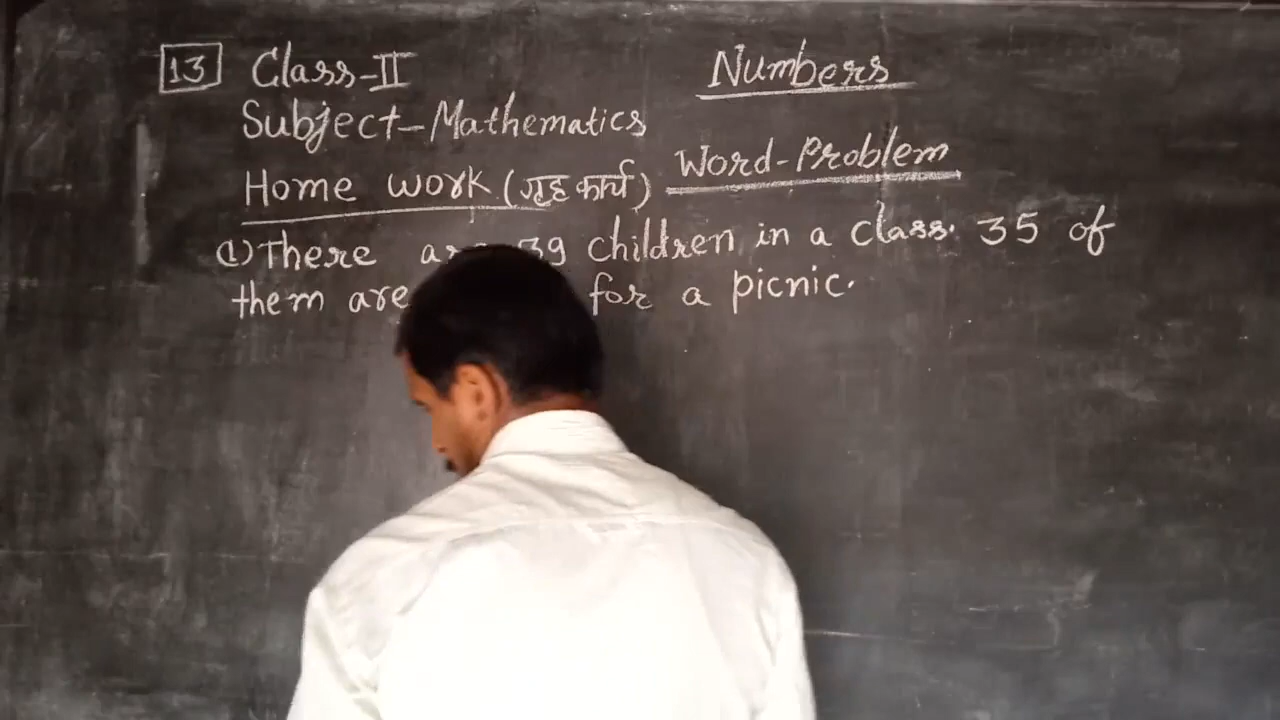 13 Class-II Numbers
Subject-Mathematics
Home work (गृह कार्य) Word-Problem
(1) There 39 children in a class. 35 of
them are for a picnic.